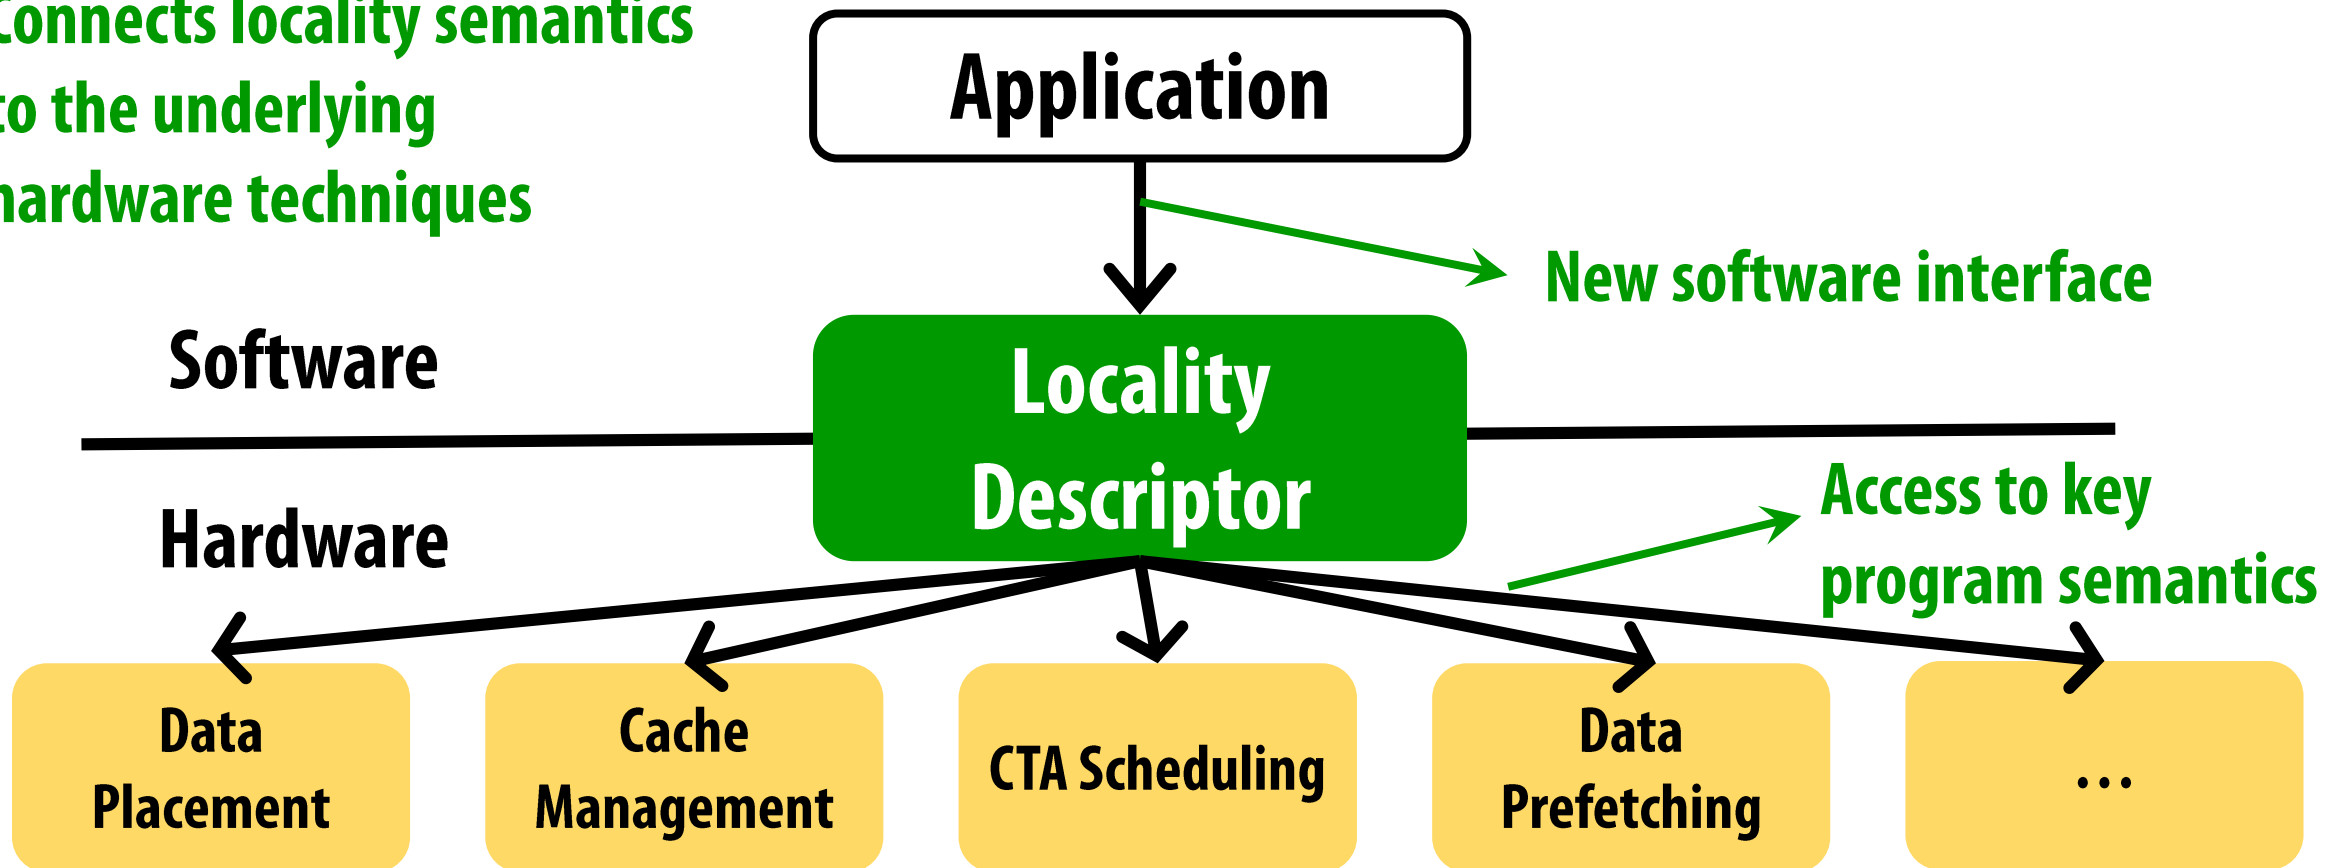 Connects locality semantics
to the underlying
hardware techniques
Application
New software interface
Software
Locality
Descriptor
Hardware
Access to key
program semantics
Data
Placement
Cache
Management
CTA Scheduling
Data
Prefetching
...